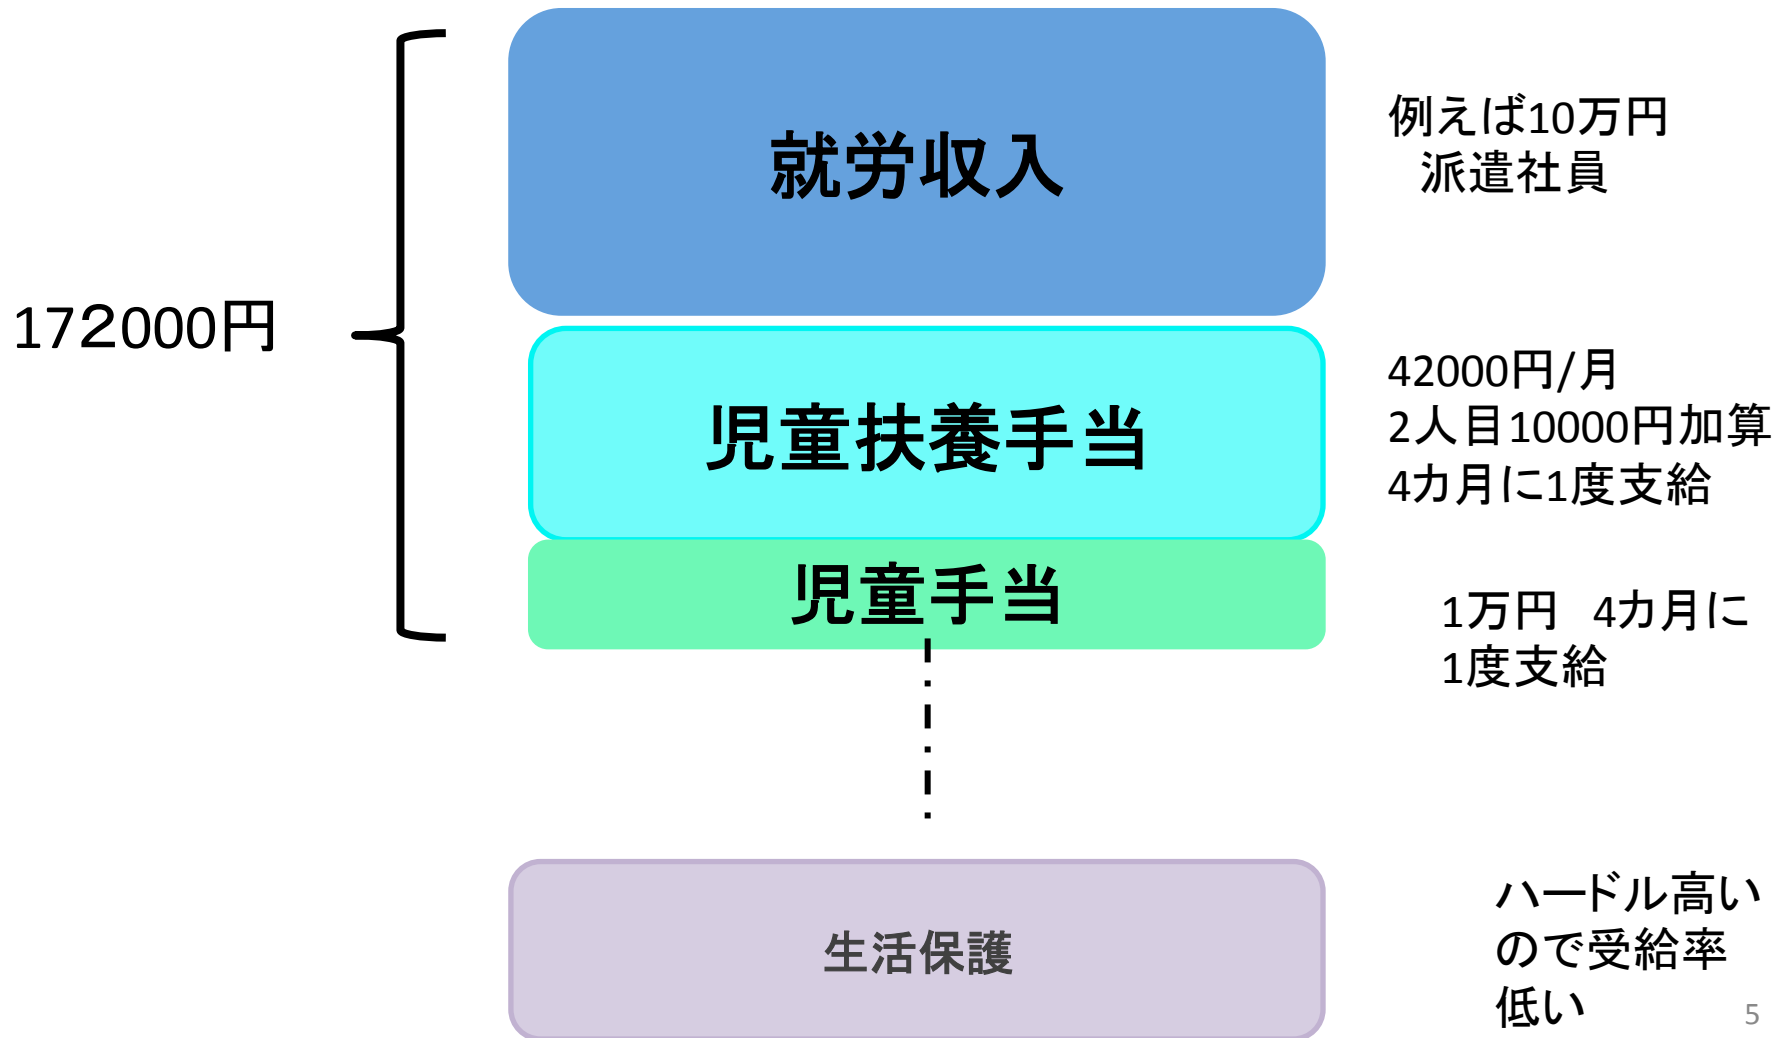 就労収入
例えば10万円
派遣社員
172000円
児童扶養手当
42000円/月
2人目10000円加算
4カ月に1度支給
児童手当
1万円　4カ月に
1度支給
生活保護
ハードル高い
ので受給率
低い
5